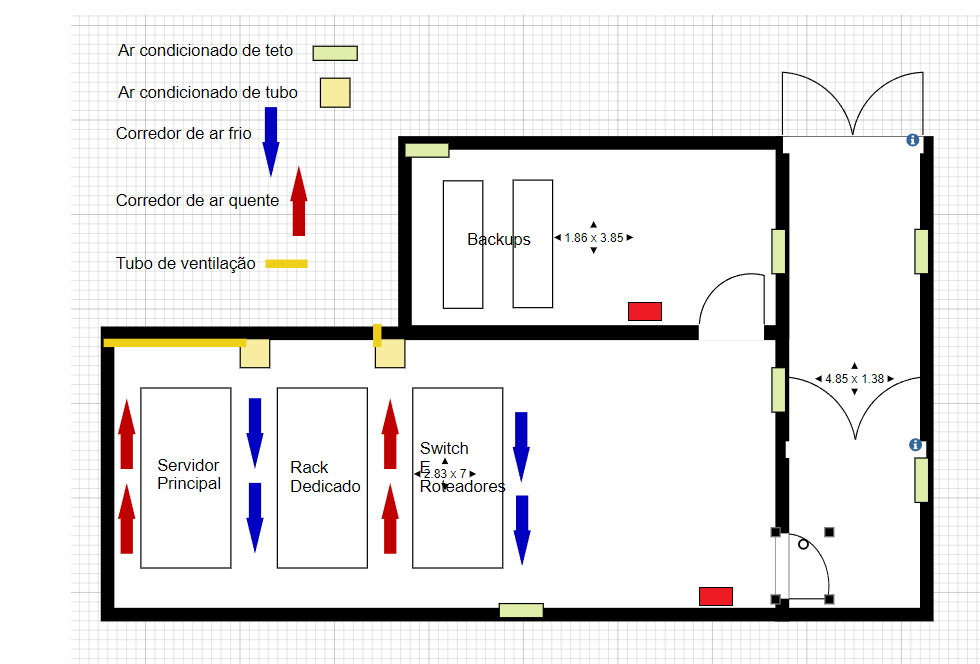 Ar condicionado de teto
Ar condicionado de tubo
Corredor de ar frio
Corredor de ar quente
Tubo de ventilação
Backups
1.86 x 3.85
4.85 x 1.38
Servidor
Principal
Rack
Dedicado
Switch
E
2.83 x 7
Roteadores